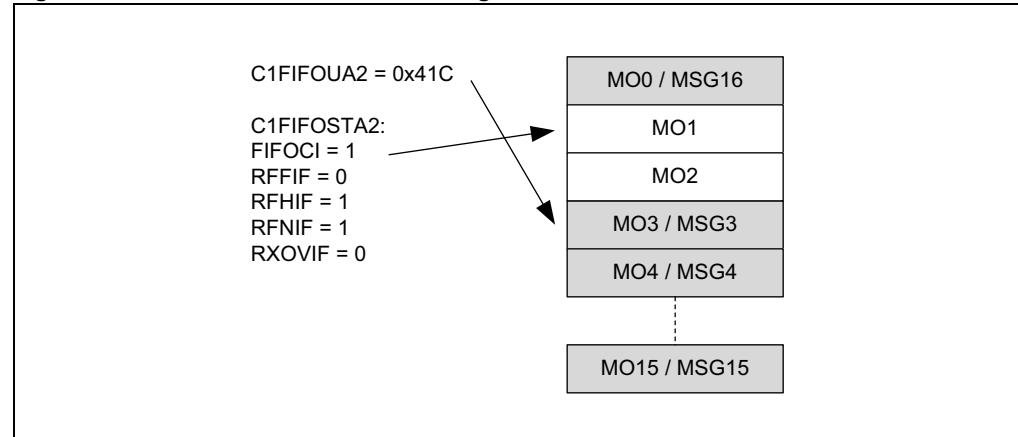 C1FIFOUA2 = 0x41C
C1FIFOSTA2:
FIFOCI = 1
RFFIF = 0
RFHIF = 1
RFNIF = 1
RXOVIF = 0
MO0 / MSG16
MO1
MO2
MO3 / MSG3
MO4 / MSG4
MO15 / MSG15